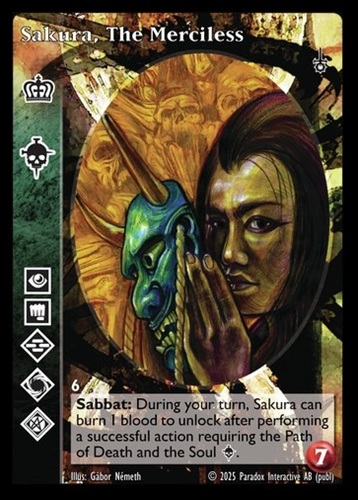 Sakura, The Merciless
6
Sabbat: During your turn, Sakura can
burn 1 blood to unlock after performing
a successful action requiring the Path
of Death and the Soul .
7
Illus: Gábor Németh
© 2025 Paradox Interactive AB (publ)